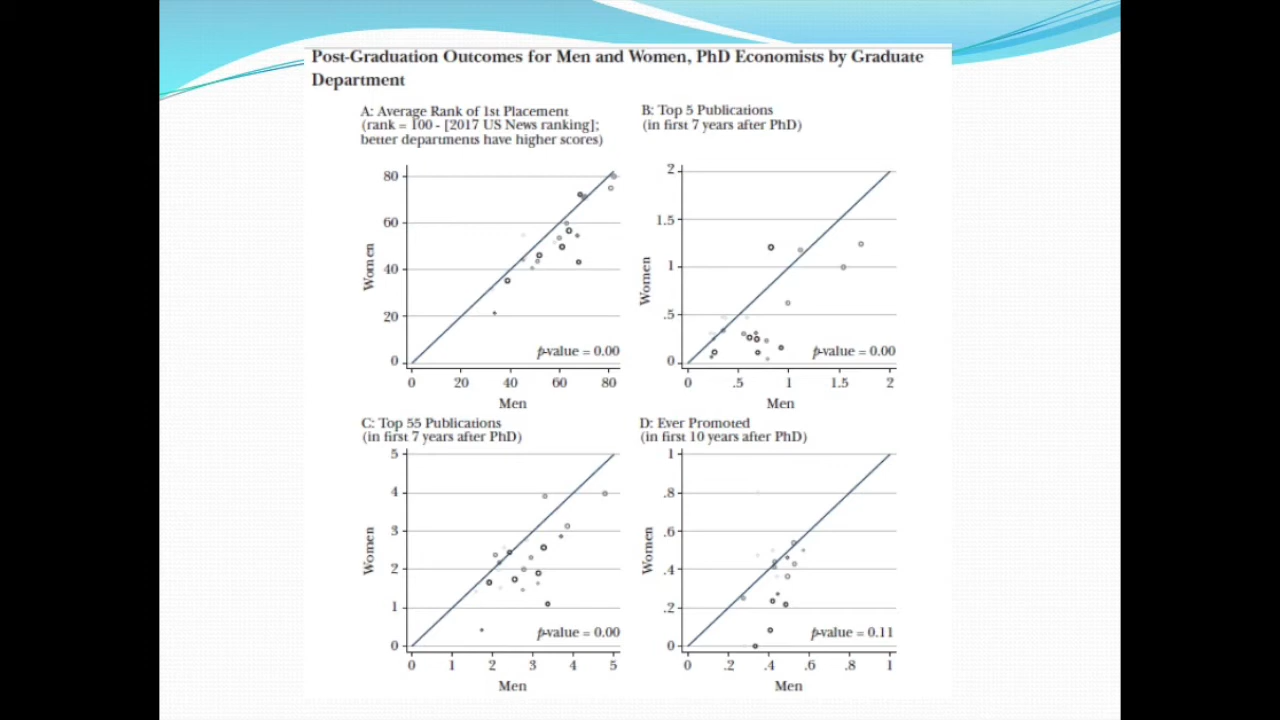 Post-Graduation Outcomes for Men and Women, PhD Economists by Graduate
Department
A: Average Rank of 1st Placement
(rank = 100 - [2017 US News ranking];
better departments have higher scores)
80
60
40
20
0
Women
p-value = 0.00
0 20 40 60 80
Men
B: Top 5 Publications
(in first 7 years after PhD)
2
1.5
1
.5
0
Women
p-value = 0.00
0 .5 1 1.5 2
Men
C: Top 55 Publications
(in first 7 years after PhD)
5
4
3
2
1
0
Women
p-value = 0.00
0 1 2 3 4 5
Men
D: Ever Promoted
(in first 10 years after PhD)
1
.8
.6
.4
.2
0
Women
p-value = 0.11
0 .2 .4 .6 .8 1
Men